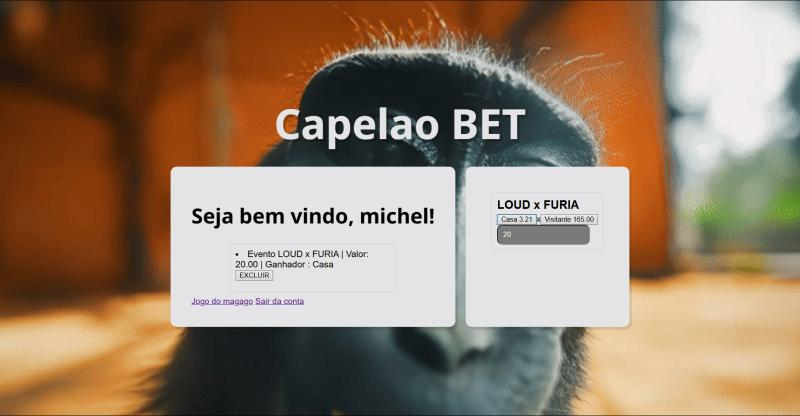 Capelao BET
Seja bem vindo, michel!
• Evento LOUD x FURIA | Valor:
20.00 | Ganhador : Casa
EXCLUIR
Jogo do magago Sair da conta
LOUD x FURIA
Casa 3.21 x Visitante 165.00
20